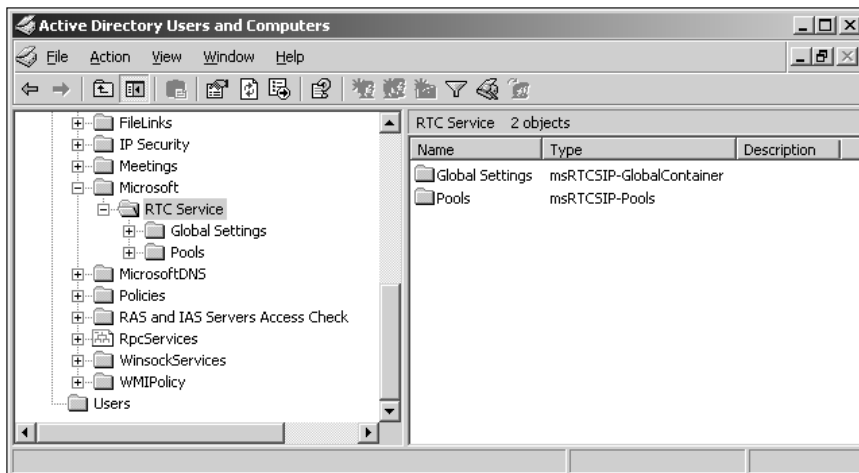 Active Directory Users and Computers
File Action View Window Help
FileLinks
IP Security
Meetings
Microsoft
RTC Service
Global Settings
Pools
MicrosoftDNS
Policies
RAS and IAS Servers Access Check
RpcServices
WinsockServices
WMIPolicy
Users
RTC Service 2 objects
Name Type Description
Global Settings msRTCSIP-GlobalContainer
Pools msRTCSIP-Pools